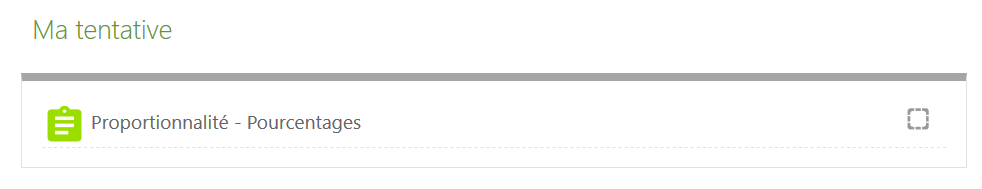 Ma tentative
Proportionnalité - Pourcentages